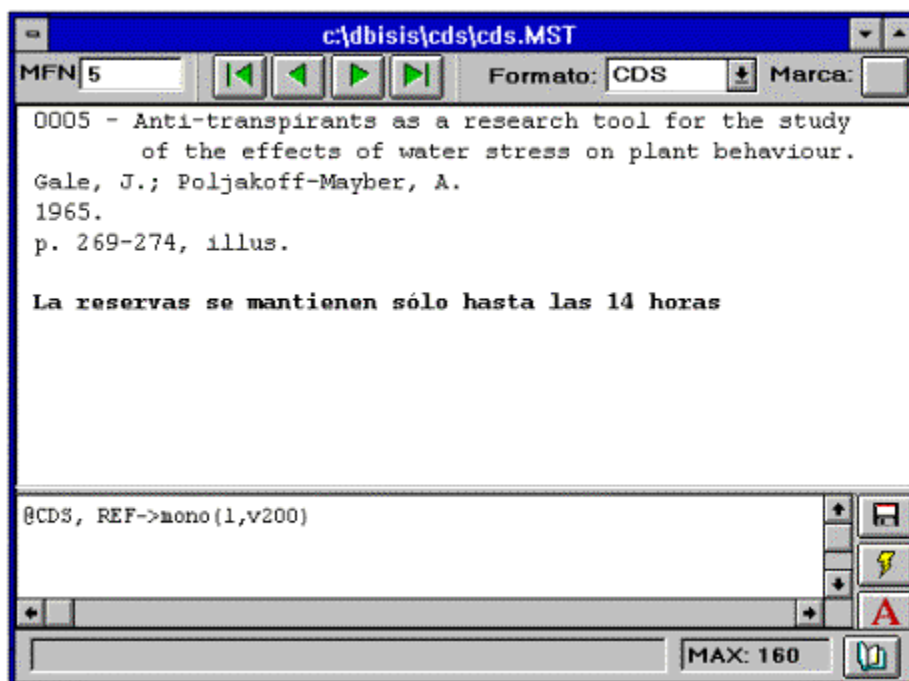 c:\dbisis\cds\cds.MST
MFN 5 Formato: CDS Marca:
0005 - Anti-transpirants as a research tool for the study
of the effects of water stress on plant behaviour.
Gale, J.; Poljakoff-Mayber, A.
1965.
p. 269-274, illus.
La reservas se mantienen sólo hasta las 14 horas
@CDS, REF->mono(1,v200)
A
MAX: 160